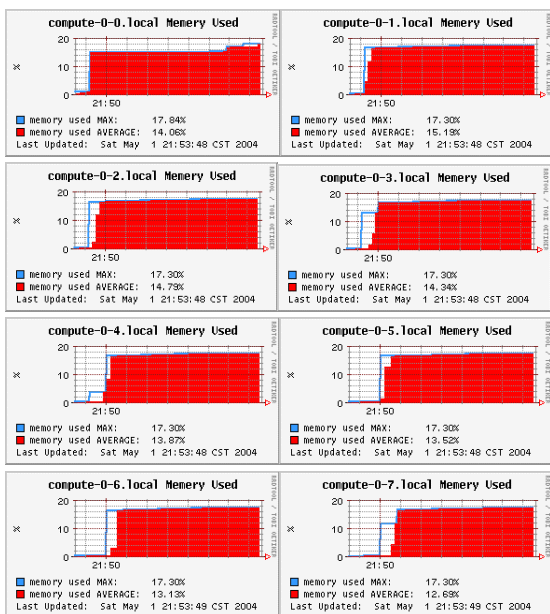 compute-0-0.local Memory Used
RRDTOOL / TOBI OETIKER
20
10
0
%
21:50
memory used MAX: 17.84%
memory used AVERAGE: 14.06%
Last Updated: Sat May 1 21:53:48 CST 2004
compute-0-1.local Memory Used
RRDTOOL / TOBI OETIKER
20
10
0
%
21:50
memory used MAX: 17.30%
memory used AVERAGE: 15.19%
Last Updated: Sat May 1 21:53:48 CST 2004
compute-0-2.local Memory Used
RRDTOOL / TOBI OETIKER
20
10
0
%
21:50
memory used MAX: 17.30%
memory used AVERAGE: 14.79%
Last Updated: Sat May 1 21:53:48 CST 2004
compute-0-3.local Memory Used
RRDTOOL / TOBI OETIKER
20
10
0
%
21:50
memory used MAX: 17.30%
memory used AVERAGE: 14.34%
Last Updated: Sat May 1 21:53:48 CST 2004
compute-0-4.local Memory Used
RRDTOOL / TOBI OETIKER
20
10
0
%
21:50
memory used MAX: 17.30%
memory used AVERAGE: 13.87%
Last Updated: Sat May 1 21:53:48 CST 2004
compute-0-5.local Memory Used
RRDTOOL / TOBI OETIKER
20
10
0
%
21:50
memory used MAX: 17.30%
memory used AVERAGE: 13.52%
Last Updated: Sat May 1 21:53:48 CST 2004
compute-0-6.local Memory Used
RRDTOOL / TOBI OETIKER
20
10
0
%
21:50
memory used MAX: 17.30%
memory used AVERAGE: 13.13%
Last Updated: Sat May 1 21:53:49 CST 2004
compute-0-7.local Memory Used
RRDTOOL / TOBI OETIKER
20
10
0
%
21:50
memory used MAX: 17.30%
memory used AVERAGE: 12.69%
Last Updated: Sat May 1 21:53:49 CST 2004